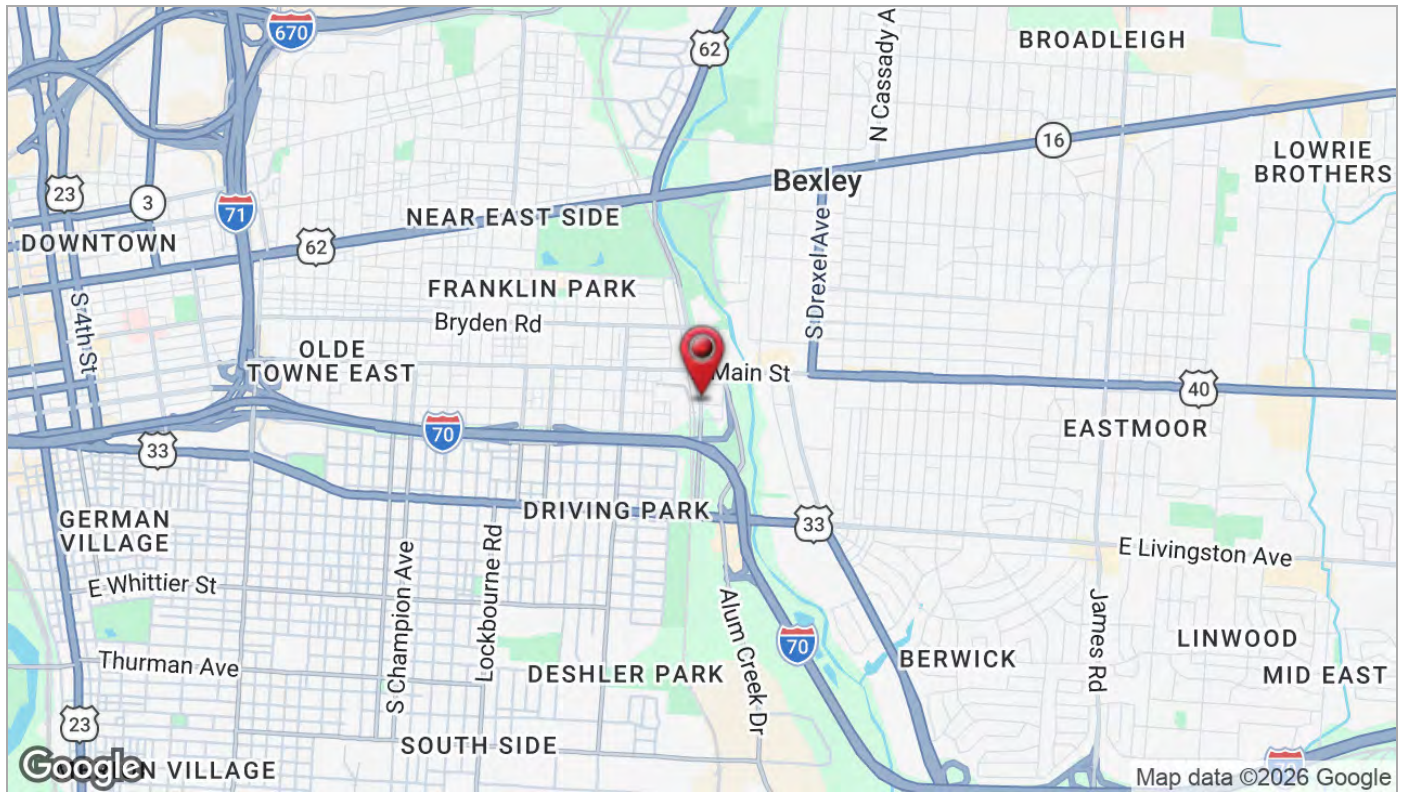 670
62
N Cassady A
BROADLEIGH
16
LOWRIE
BROTHERS
Bexley
23
3
71
NEAR EAST SIDE
DOWNTOWN
62
S Drexel Ave
FRANKLIN PARK
Bryden Rd
S 4th St
OLDE
TOWNE EAST
Main St
40
EASTMOOR
70
33
DRIVING PARK
33
GERMAN
VILLAGE
E Livingston Ave
E Whittier St
S Champion Ave
Lockbourne Rd
Alum Creek Dr
James Rd
LINWOOD
70
BERWICK
Thurman Ave
DESHLER PARK
MID EAST
23
SOUTH SIDE
70
Google
VILLAGE
Map data ©2026 Google